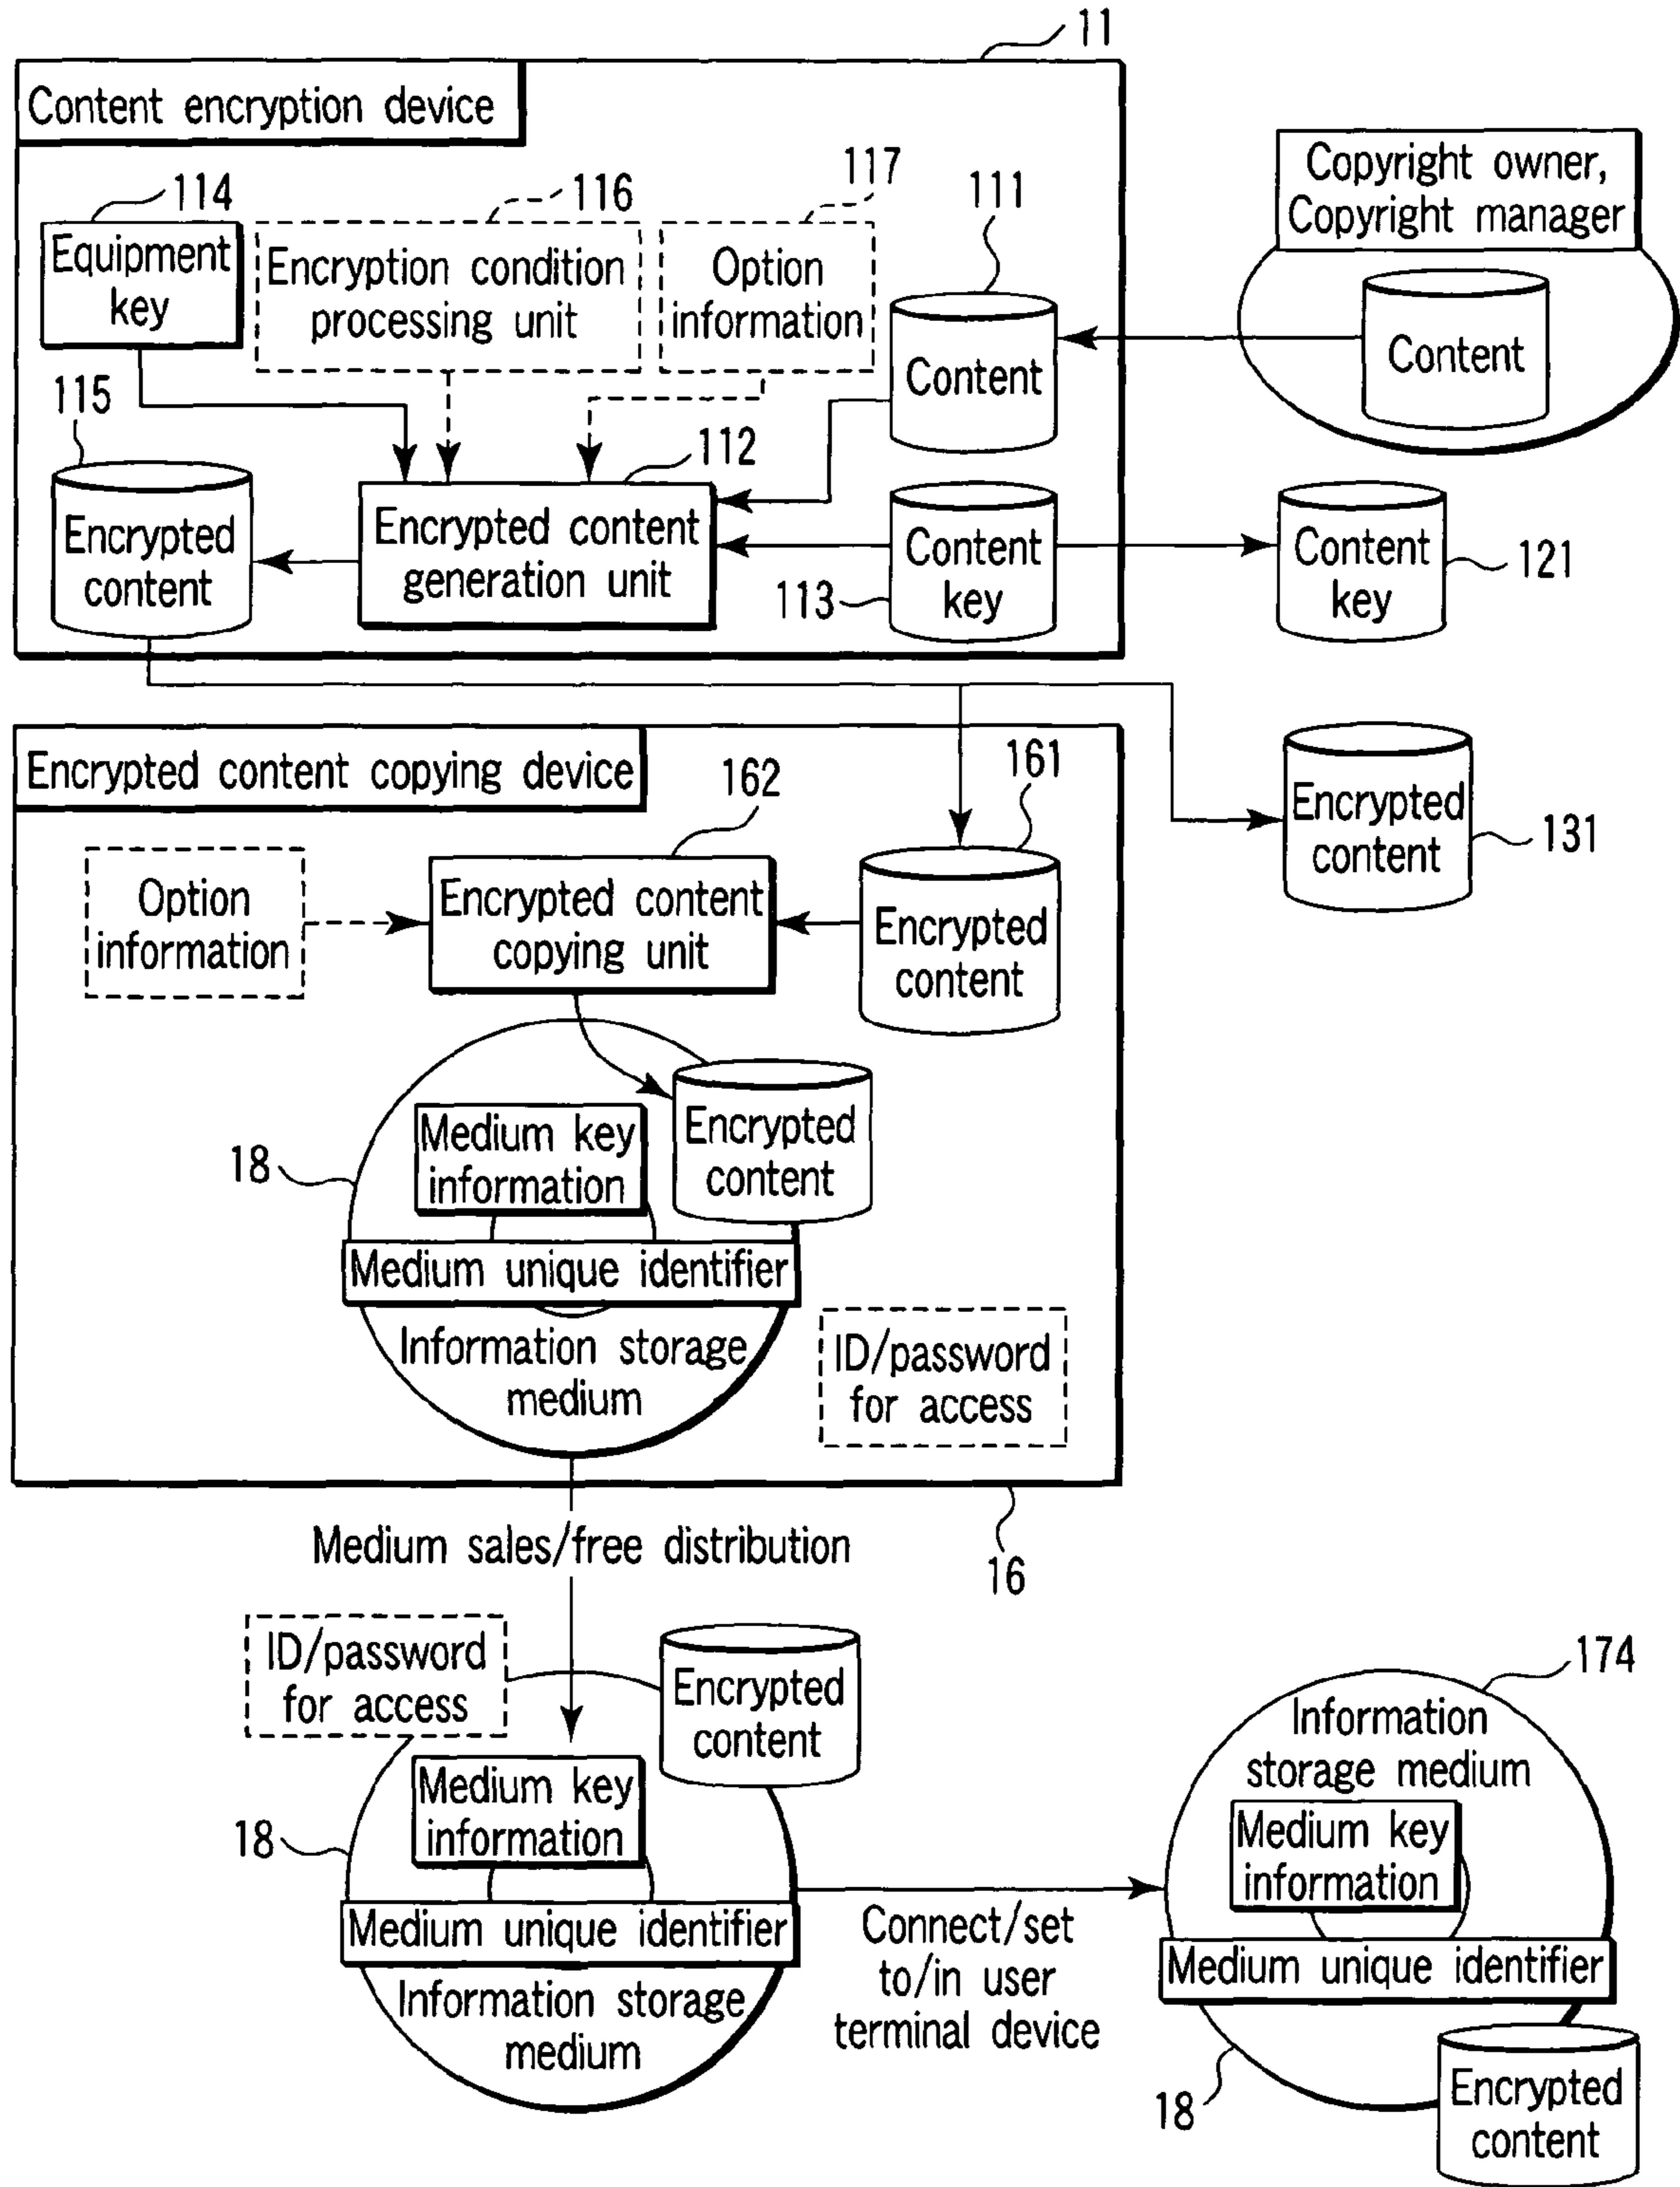 11
Content encryption device
Copyright owner,
Copyright manager
Content
114
Equipment
key
116
Encryption condition
processing unit
117
Option
information
111
Content
115
Encrypted
content
112
Encrypted content
generation unit
113
Content
key
Content
key
121
Encrypted content copying device
162
161
Option
information
Encrypted content
copying unit
Encrypted
content
Encrypted
content
131
18
Medium key
information
Encrypted
content
Medium unique identifier
Information storage
medium
ID/password
for access
16
Medium sales/free distribution
ID/password
for access
Encrypted
content
18
Medium key
information
Medium unique identifier
Information storage
medium
Connect/set
to/in user
terminal device
174
Information
storage medium
Medium key
information
Medium unique identifier
18
Encrypted
content